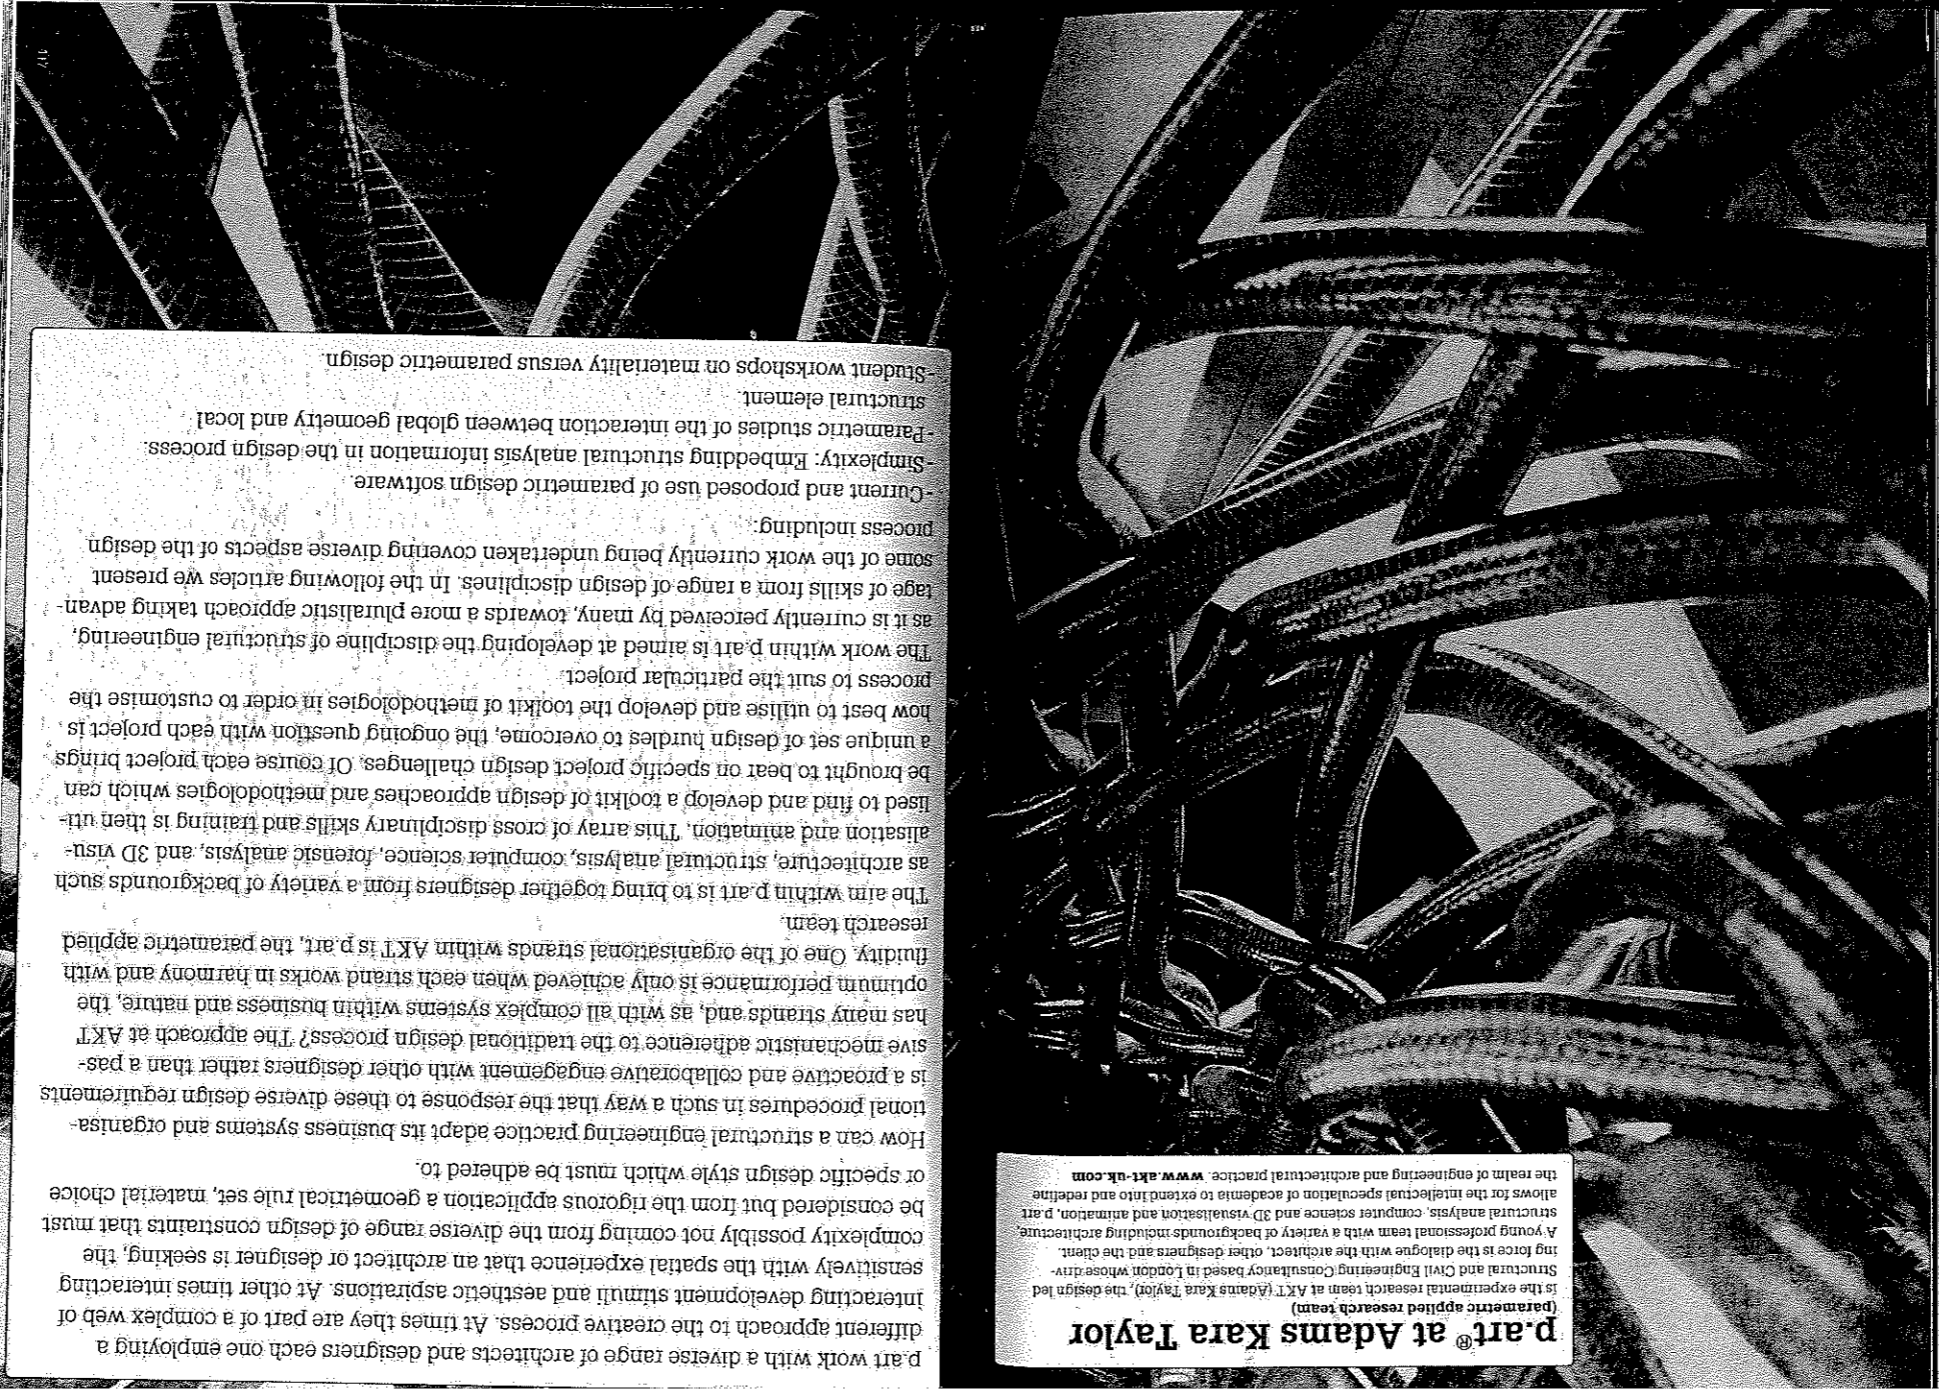 p.art® at Adams Kara Taylor
(parametric applied research team)
is the experimental research team at AKT (Adams Kara Taylor), the design led
Structural and Civil Engineering Consultancy based in London whose driv-
ing force is the dialogue with the architect, other designers and the client.
A young professional team with a variety of backgrounds including architecture,
structural analysis, computer science and 3D visualisation and animation, p.art
allows for the intellectual speculation of academia to extend into and redefine
the realm of engineering and architectural practice. www.akt-uk.com
p.art work with a diverse range of architects and designers each one employing a
different approach to the creative process. At times they are part of a complex web of
interacting development stimuli and aesthetic aspirations. At other times interacting
sensitively with the spatial experience that an architect or designer is seeking, the
complexity possibly not coming from the diverse range of design constraints that must
be considered but from the rigorous application a geometrical rule set, material choice
or specific design style which must be adhered to.
How can a structural engineering practice adapt its business systems and organisa-
tional procedures in such a way that the response to these diverse design requirements
is a proactive and collaborative engagement with other designers rather than a pas-
sive mechanistic adherence to the traditional design process? The approach at AKT
has many strands and, as with all complex systems within business and nature, the
optimum performance is only achieved when each strand works in harmony and with
fluidity. One of the organisational strands within AKT is p.art, the parametric applied
research team.
The aim within p.art is to bring together designers from a variety of backgrounds such
as architecture, structural analysis, computer science, forensic analysis, and 3D visu-
alisation and animation. This array of cross disciplinary skills and training is then uti-
lised to find and develop a toolkit of design approaches and methodologies which can
be brought to bear on specific project design challenges. Of course each project brings
a unique set of design hurdles to overcome, the ongoing question with each project is
how best to utilise and develop the toolkit of methodologies in order to customise the
process to suit the particular project.
The work within p.art is aimed at developing the discipline of structural engineering,
as it is currently perceived by many, towards a more pluralistic approach taking advan-
tage of skills from a range of design disciplines. In the following articles we present
some of the work currently being undertaken covering diverse aspects of the design
process including:
-Current and proposed use of parametric design software.
-Simplexity: Embedding structural analysis information in the design process.
-Parametric studies of the interaction between global geometry and local
structural element.
-Student workshops on materiality versus parametric design.
117